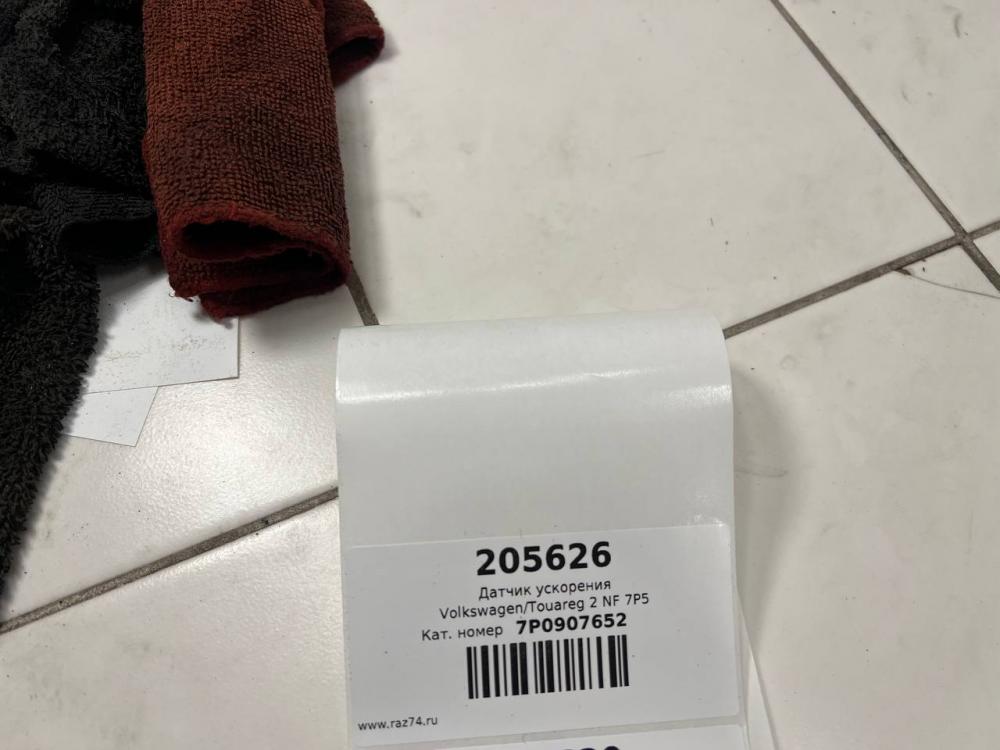 205626
Датчик ускорения
Volkswagen/Touareg 2 NF 7P5
Кат. номер 7P0907652
www.raz74.ru